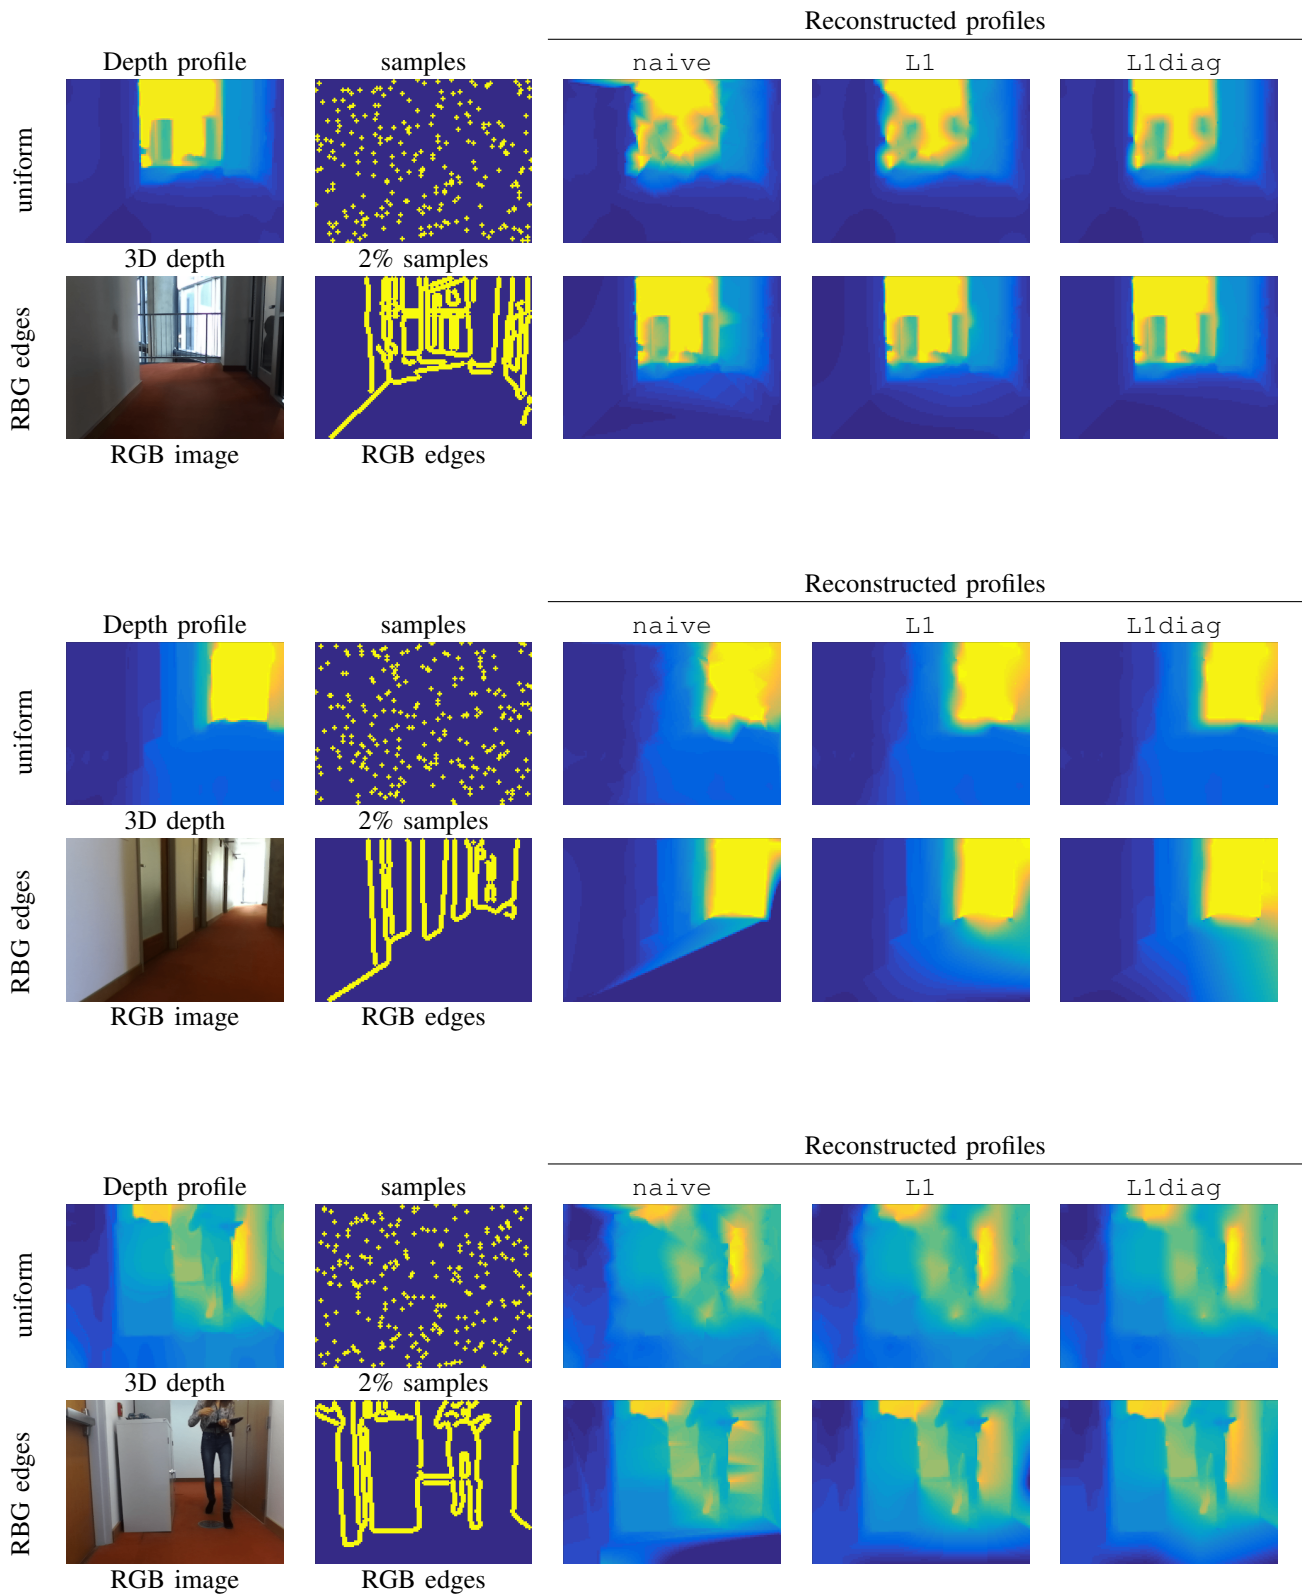 Reconstructed profiles
Depth profile samples naive L1 L1diag
uniform
3D depth 2% samples
RBG edges
RGB image RGB edges
Reconstructed profiles
Depth profile samples naive L1 L1diag
uniform
3D depth 2% samples
RBG edges
RGB image RGB edges
Reconstructed profiles
Depth profile samples naive L1 L1diag
uniform
3D depth 2% samples
RBG edges
RGB image RGB edges